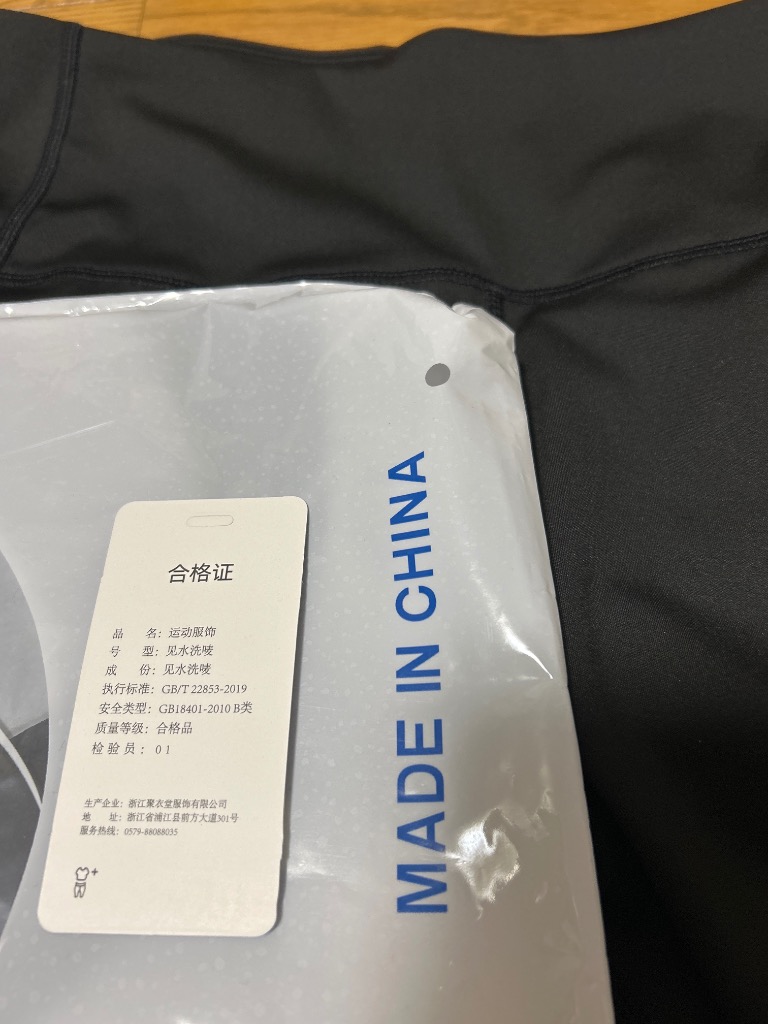 合格证
品 名：运动服饰
号 型：见水洗唛
成 份：见水洗唛
执行标准：GB/T 22853-2019
安全类型：GB18401-2010 B类
质量等级：合格品
检验员：01
生产企业：浙江聚衣堂服饰有限公司
地 址：浙江省浦江县前方大道301号
服务热线：0579-88088035
MADE IN CHINA